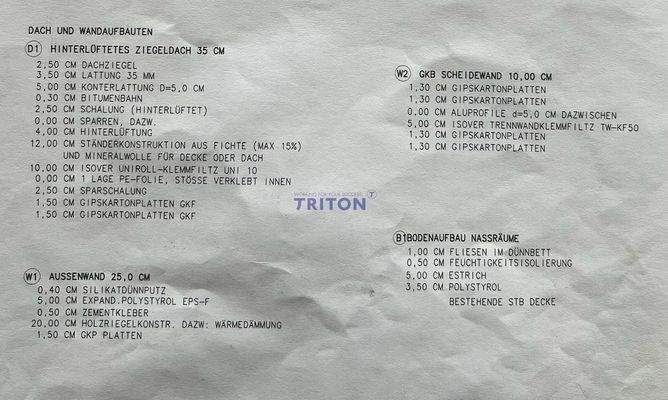 DACH UND WANDAUFBAUTEN
D1 HINTERLÜFTETES ZIEGELDACH 35 CM
2,50 CM DACHZIEGEL
3,50 CM LATTUNG 35 MM
5,00 CM KONTERLATTUNG D=5,0 CM
0,30 CM BITUMENBAHN
2,50 CM SCHALUNG (HINTERLÜFTET)
0,00 CM SPARREN, DAZW.
4,00 CM HINTERLÜFTUNG
12,00 CM STÄNDERKONSTRUKTION AUS FICHTE (MAX 15%)
UND MINERALWOLLE FÜR DECKE ODER DACH
10,00 CM ISOVER UNIROLL-KLEMMFILTZ UNI 10
0,00 CM 1 LAGE PE-FOLIE, STÖSSE VERKLEBT INNEN
2,50 CM SPARSCHALUNG
1,50 CM GIPSKARTONPLATTEN GKF
1,50 CM GIPSKARTONPLATTEN GKF
W1 AUSSENWAND 25,0 CM
0,40 CM SILIKATDÜNNPUTZ
5,00 CM EXPAND.POLYSTYROL EPS-F
0,50 CM ZEMENTKLEBER
20,00 CM HOLZRIEGELKONSTR. DAZW: WÄRMEDÄMMUNG
1,50 CM GKP PLATTEN
W2 GKB SCHEIDEWAND 10,00 CM
1,30 CM GIPSKARTONPLATTEN
1,30 CM GIPSKARTONPLATTEN
0,00 CM ALUPROFILE d=5,0 cm DAZWISCHEN
5,00 CM ISOVER TRENNWANDKLEMMFILTZ TW-KF50
1,30 CM GIPSKARTONPLATTEN
1,30 CM GIPSKARTONPLATTEN
B1 BODENAUFBAU NASSRÄUME
1,00 CM FLIESEN IM DÜNNBETT
0,50 CM FEUCHTIGKEITSISOLIERUNG
5,00 CM ESTRICH
3,50 CM POLYSTYROL
BESTEHENDE STB DECKE
WORKING FOR YOUR SUCCESS
TRITON